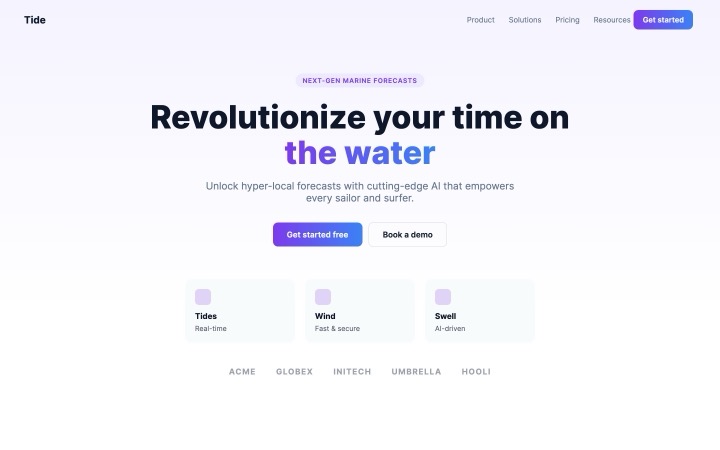 Tide
Product Solutions Pricing Resources Get started
NEXT-GEN MARINE FORECASTS
Revolutionize your time on
the water
Unlock hyper-local forecasts with cutting-edge AI that empowers
every sailor and surfer.
Get started free Book a demo
Tides
Real-time
Wind
Fast & secure
Swell
AI-driven
ACME GLOBEX INITECH UMBRELLA HOOLI